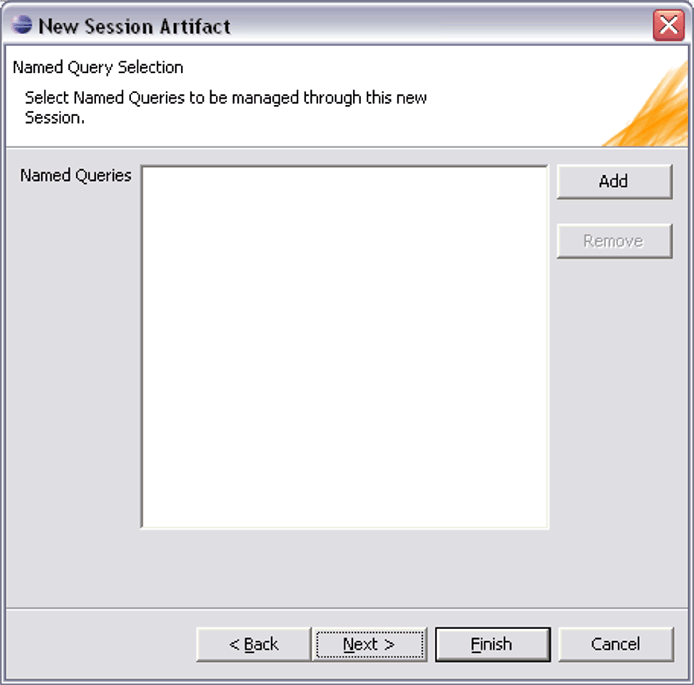 New Session Artifact
Named Query Selection
Select Named Queries to be managed through this new
Session.
Named Queries
Add
Remove
< Back
Next >
Finish
Cancel